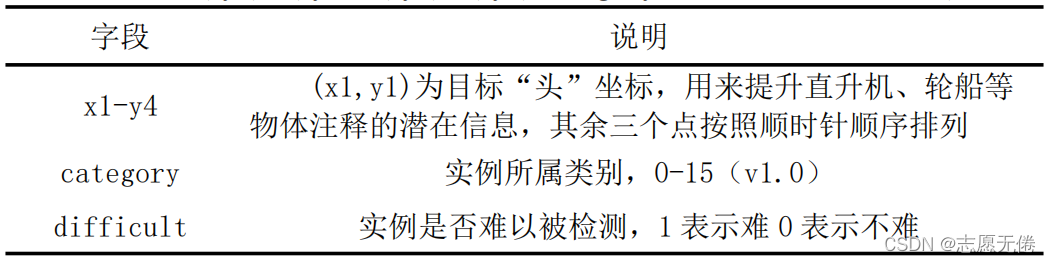 字段 说明
x1-y4 (x1,y1)为目标“头”坐标，用来提升直升机、轮船等
物体注释的潜在信息，其余三个点按照顺时针顺序排列
category 实例所属类别，0-15（v1.0）
difficult 实例是否难以被检测，1表示难0表示不难
CSDN @志愿无倦